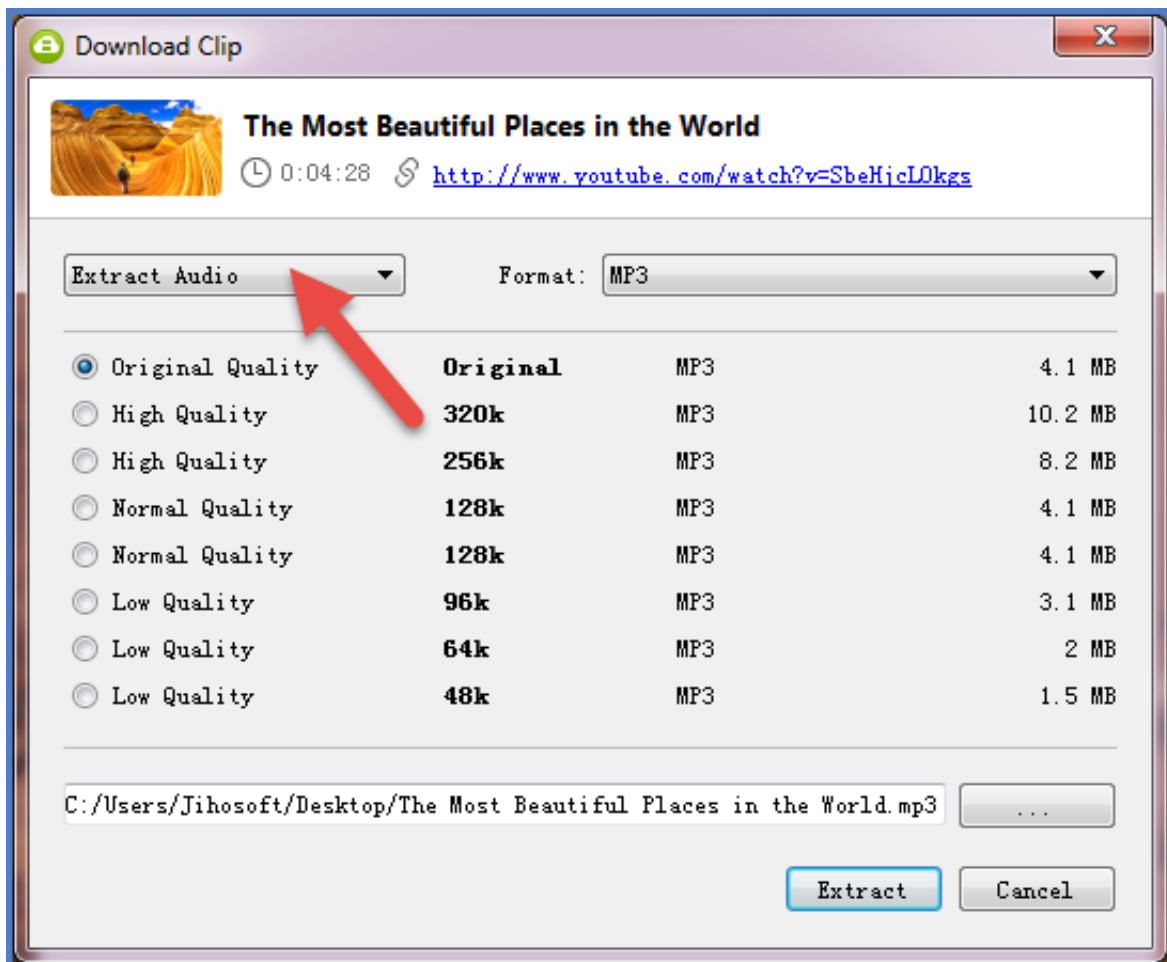 Download Clip
The Most Beautiful Places in the World
0:04:28 http://www.youtube.com/watch?v=SbeHjcLOkgs
Extract Audio Format: MP3
Original Quality Original MP3 4.1 MB
High Quality 320k MP3 10.2 MB
High Quality 256k MP3 8.2 MB
Normal Quality 128k MP3 4.1 MB
Normal Quality 128k MP3 4.1 MB
Low Quality 96k MP3 3.1 MB
Low Quality 64k MP3 2 MB
Low Quality 48k MP3 1.5 MB
C:/Users/Jihosoft/Desktop/The Most Beautiful Places in the World.mp3 ...
Extract Cancel